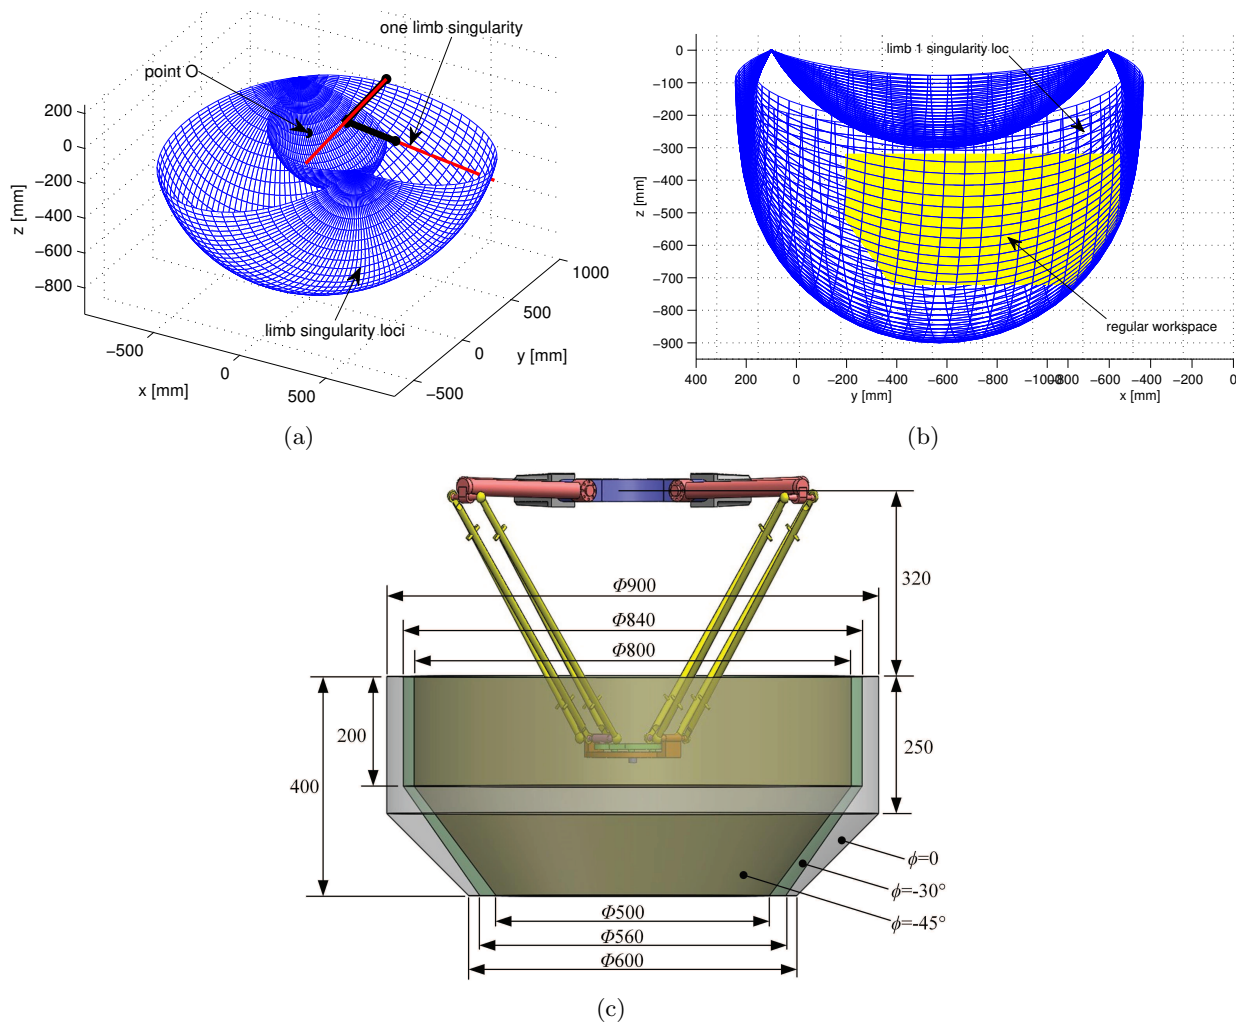 one limb singularity
point O
200
0
−200
−400
−600
−800
z [mm]
limb singularity loci
−500
0
500
x [mm]
1000
500
0
−500
y [mm]
(a)
limb 1 singularity loc
0
−100
−200
−300
−400
−500
−600
−700
−800
−900
z [mm]
regular workspace
400 200 0 −200 −400 −600 −800 −1000 −800 −600 −400 −200 0
y [mm] x [mm]
(b)
320
Φ900
Φ840
Φ800
200
250
400
ϕ=0
ϕ=-30°
ϕ=-45°
Φ500
Φ560
Φ600
(c)